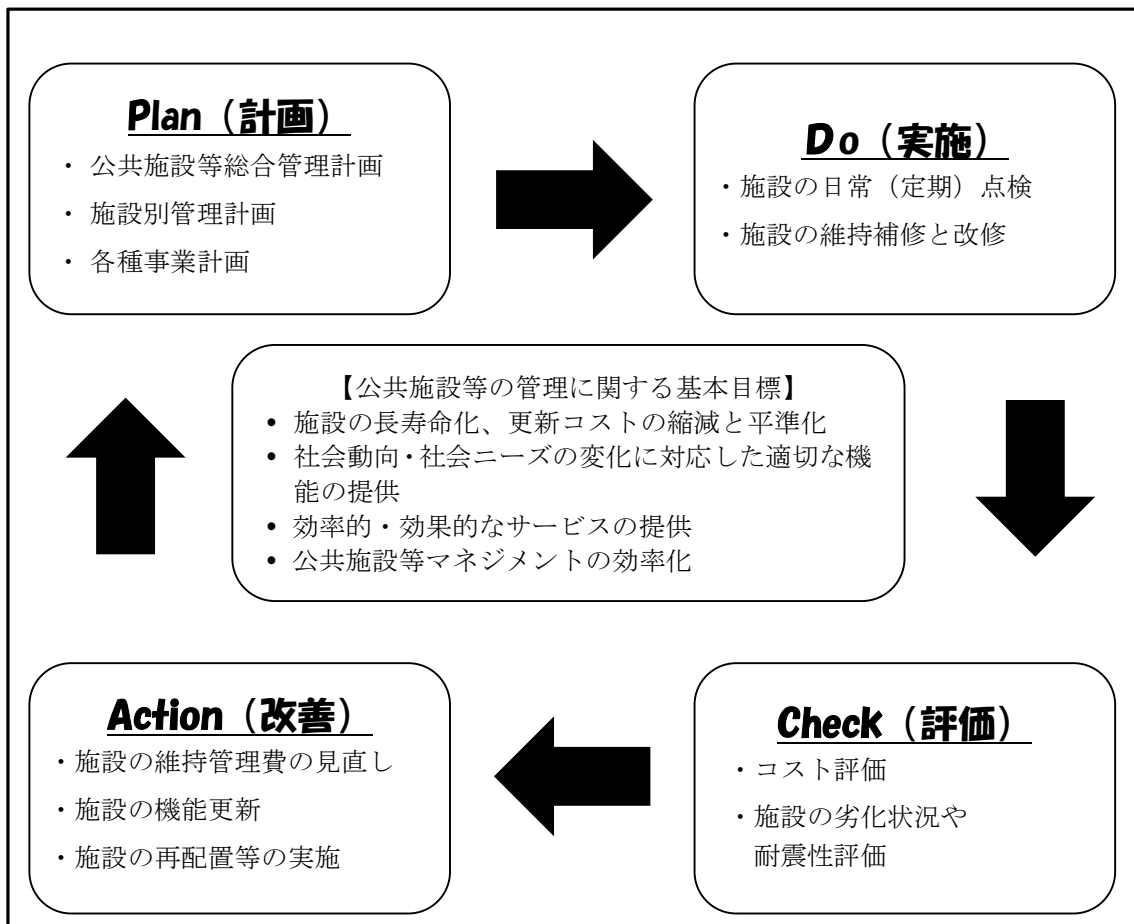 Plan（計画）
・ 公共施設等総合管理計画
・ 施設別管理計画
・ 各種事業計画
Do（実施）
・施設の日常（定期）点検
・施設の維持補修と改修
【公共施設等の管理に関する基本目標】
• 施設の長寿命化、更新コストの縮減と平準化
• 社会動向・社会ニーズの変化に対応した適切な機
能の提供
• 効率的・効果的なサービスの提供
• 公共施設等マネジメントの効率化
Action（改善）
・施設の維持管理費の見直し
・施設の機能更新
・施設の再配置等の実施
Check（評価）
・コスト評価
・施設の劣化状況や
耐震性評価